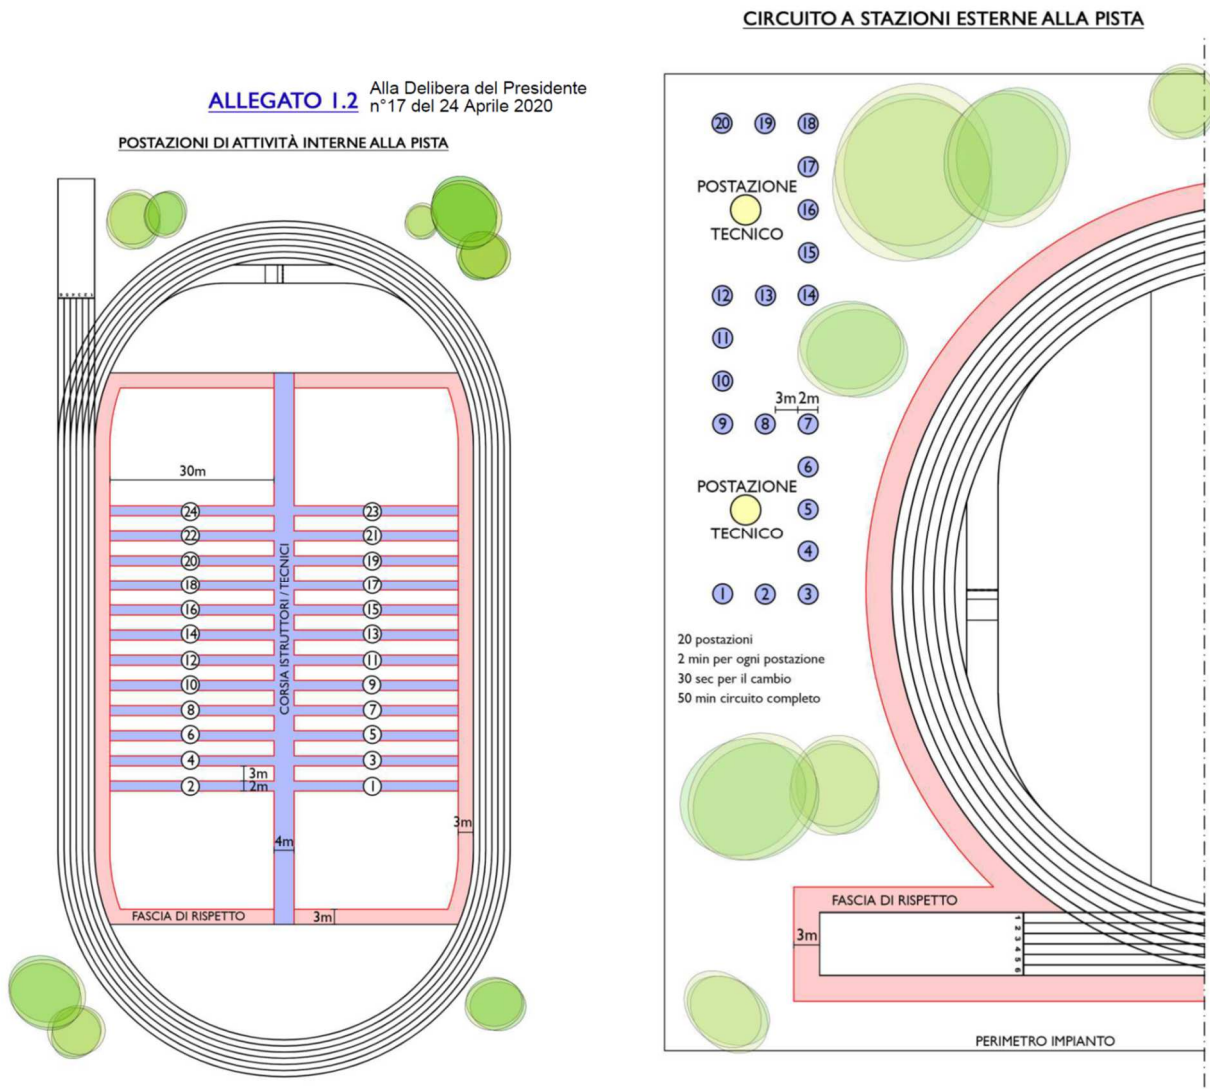 CIRCUITO A STAZIONI ESTERNE ALLA PISTA
ALLEGATO 1.2
Alla Delibera del Presidente
n°17 del 24 Aprile 2020
POSTAZIONI DI ATTIVITÀ INTERNE ALLA PISTA
30m
24 23
22 21
20 19
18 17
16 15
14 13
12 11
10 9
8 7
6 5
4 3
2 1
CORSIA ISTRUTTORI / TECNICI
3m
2m
4m
3m
FASCIA DI RISPETTO
3m
20 19 18
17
POSTAZIONE
16
TECNICO
15
12 13 14
11
10
3m 2m
9 8 7
6
POSTAZIONE
5
TECNICO
4
1 2 3
20 postazioni
2 min per ogni postazione
30 sec per il cambio
50 min circuito completo
FASCIA DI RISPETTO
3m
1
2
3
4
5
6
PERIMETRO IMPIANTO